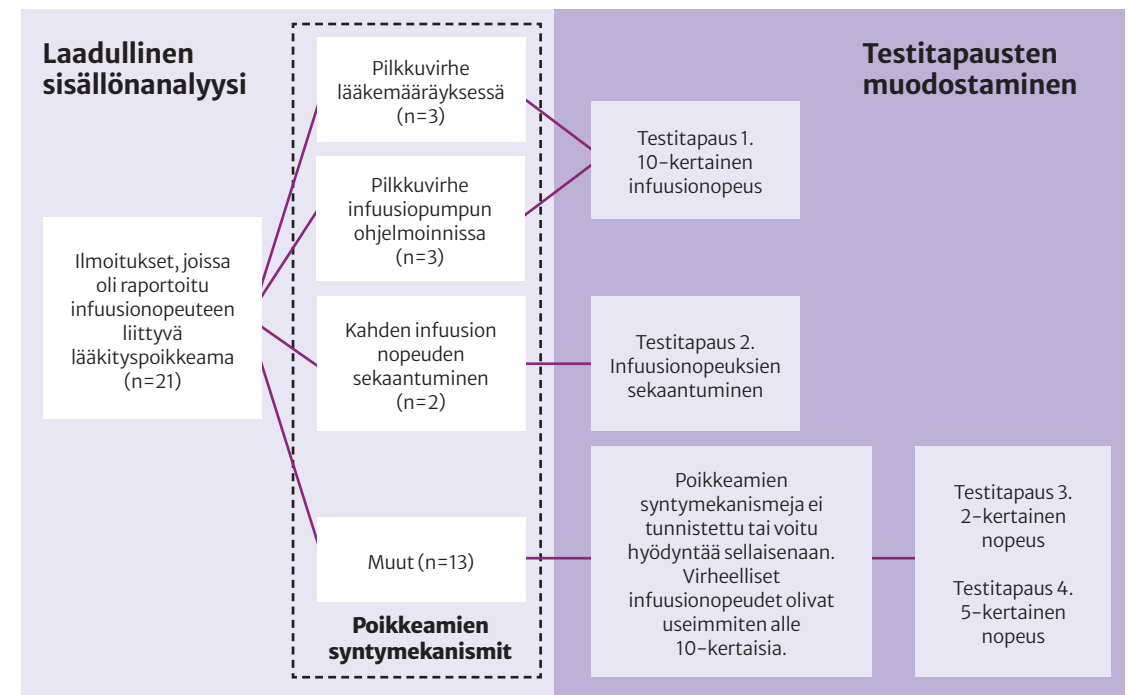 Laadullinen
sisällönanalyysi
Testitapausten
muodostaminen
Ilmoitukset, joissa
oli raportoitu
infuusionopeuteen
liittyvä
lääkityspoikkeama
(n=21)
Pilkkuvirhe
lääkemääräyksessä
(n=3)
Pilkkuvirhe
infuusiopumpun
ohjelmoinnissa
(n=3)
Kahden infuusion
nopeuden
sekaantuminen
(n=2)
Muut (n=13)
Poikkeamien
syntymekanismit
Testitapaus 1.
10-kertainen
infuusionopeus
Testitapaus 2.
Infuusionopeuksien
sekaantuminen
Poikkeamien
syntymekanismeja ei
tunnistettu tai voitu
hyödyntää sellaisenaan.
Virheelliset
infuusionopeudet olivat
useimmiten alle
10-kertaisia.
Testitapaus 3.
2-kertainen
nopeus
Testitapaus 4.
5-kertainen
nopeus